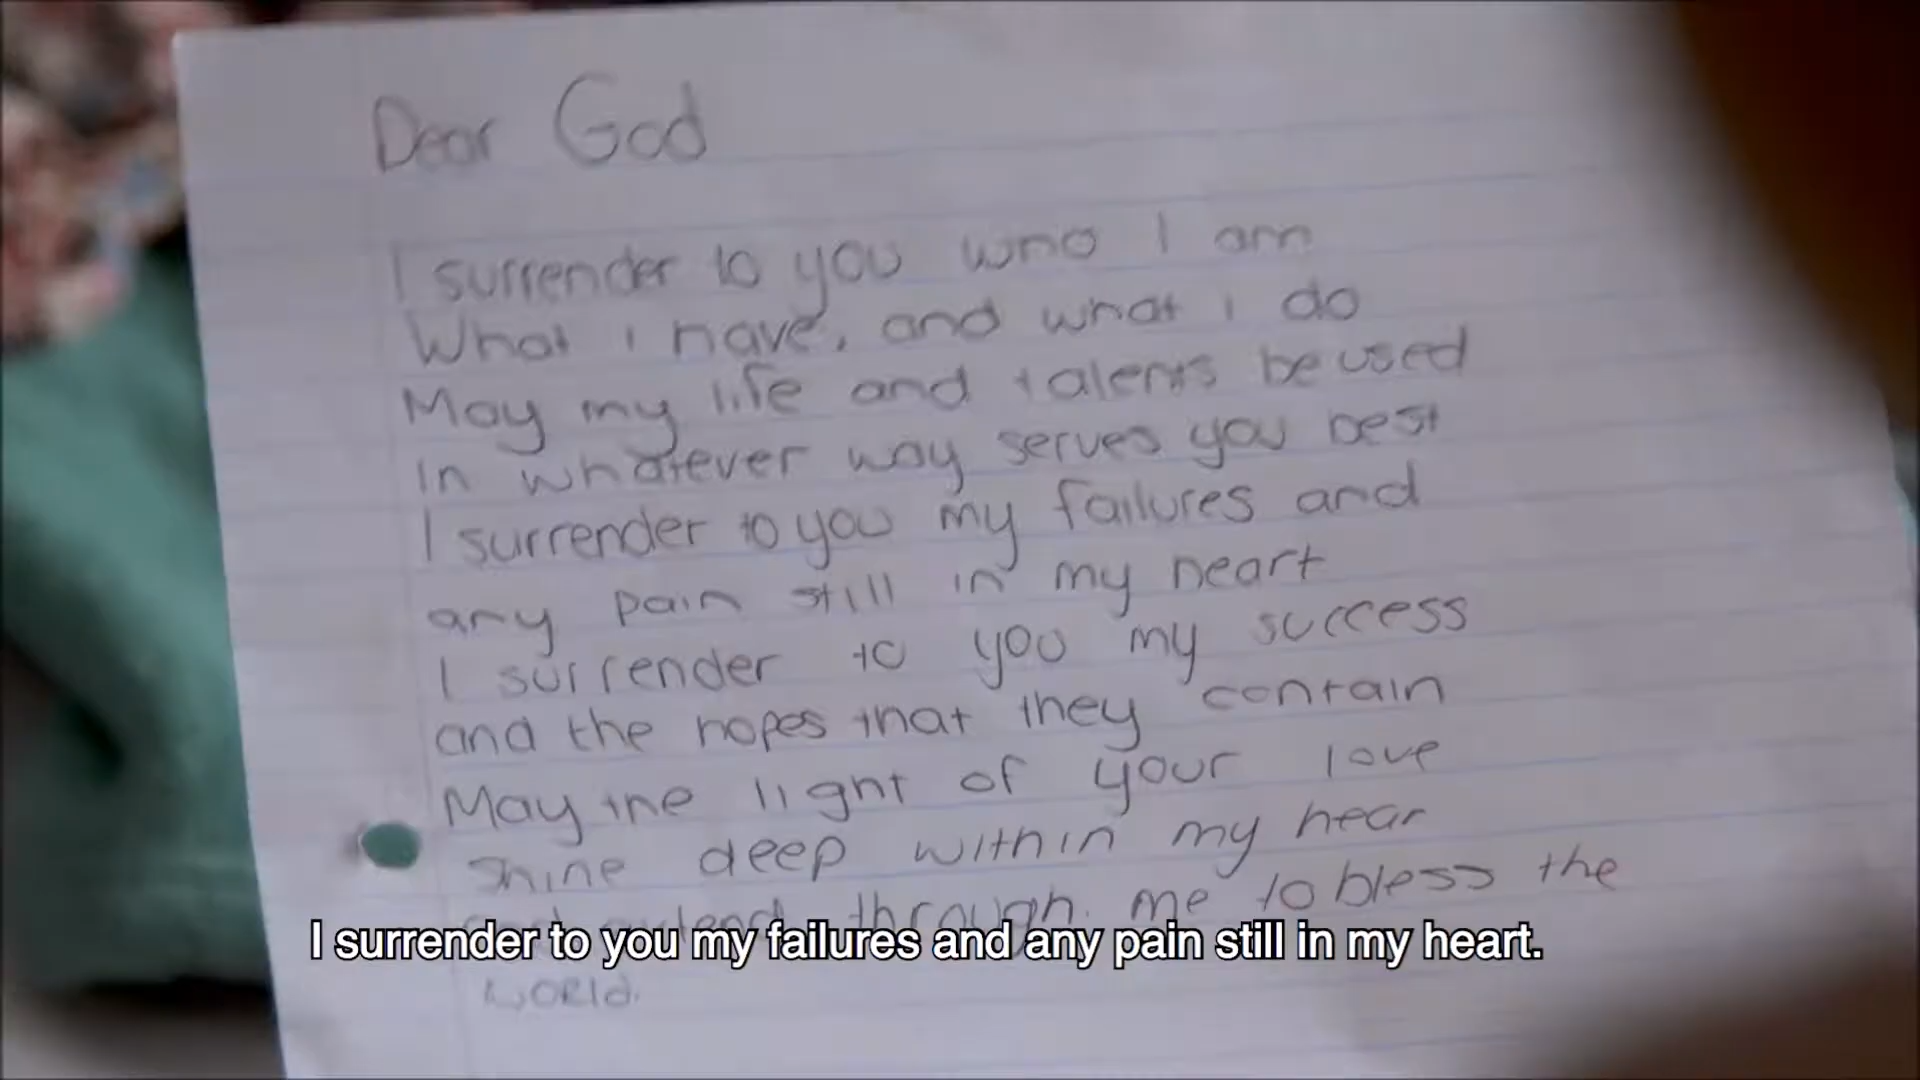 Dear God
I surrender to you who I am
What i have, and what i do
May my life and talents be used
in whatever way serves you best
I surrender to you my failures and
any pain still in my heart
I surrender to you my success
and the hopes that they contain
May the light of your love
shine deep within my hear
through me to bless the
I surrender to you my failures and any pain still in my heart.
world.